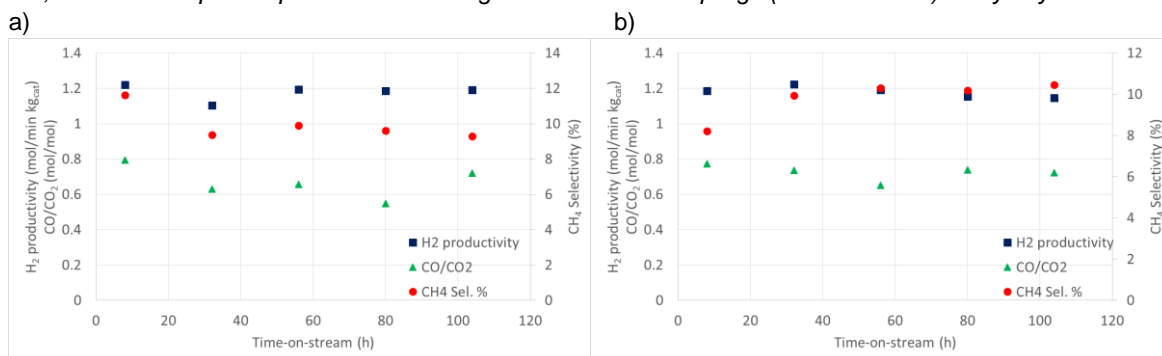 a)
b)
H₂ productivity (mol/min kgcat)
CO/CO₂ (mol/mol)
1.4
1.2
1
0.8
0.6
0.4
0.2
0
14
12
10
8
6
4
2
0
CH₄ Selectivity (%)
H2 productivity
CO/CO2
CH4 Sel. %
0 20 40 60 80 100 120
Time-on-stream (h)
H₂ productivity (mol/min kgcat)
CO/CO₂ (mol/mol)
1.4
1.2
1
0.8
0.6
0.4
0.2
0
12
10
8
6
4
2
0
CH₄ Selectivity (%)
H2 productivity
CO/CO2
CH4 Sel. %
0 20 40 60 80 100 120
Time-on-stream (h)